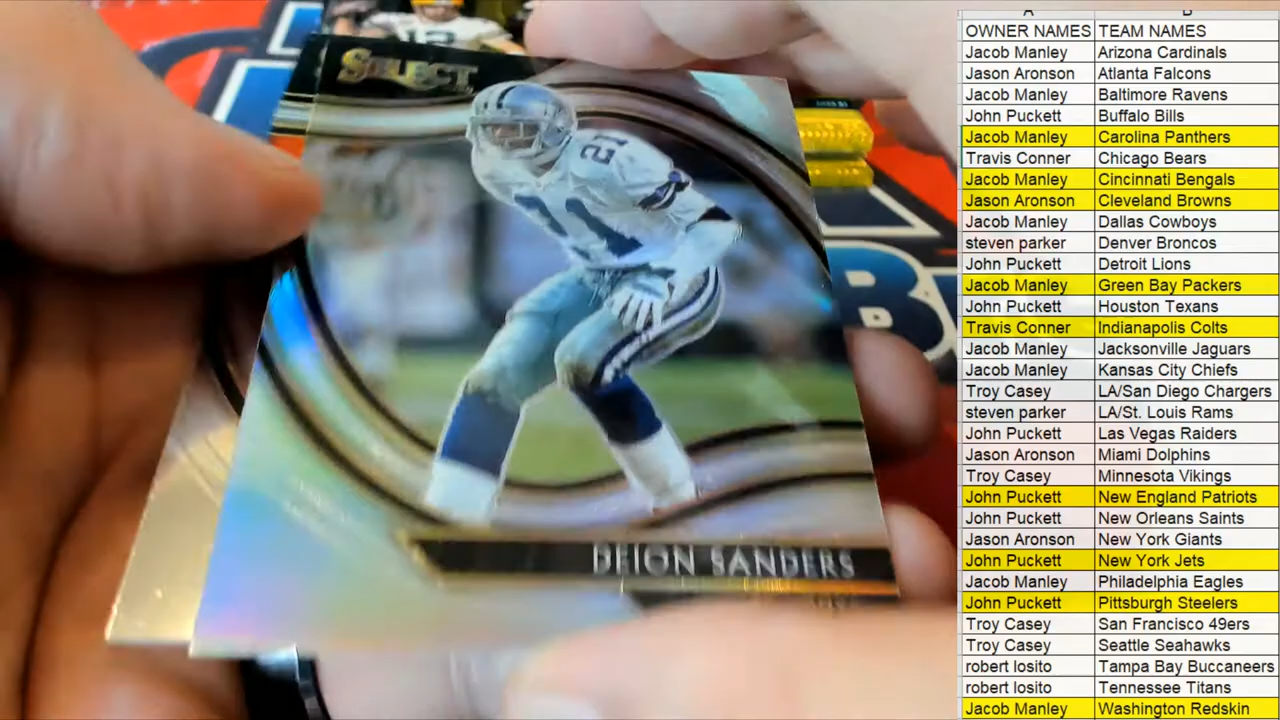 SELECT
21
21
12
DEION SANDERS
B
A B
OWNER NAMES TEAM NAMES
Jacob Manley Arizona Cardinals
Jason Aronson Atlanta Falcons
Jacob Manley Baltimore Ravens
John Puckett Buffalo Bills
Jacob Manley Carolina Panthers
Travis Conner Chicago Bears
Jacob Manley Cincinnati Bengals
Jason Aronson Cleveland Browns
Jacob Manley Dallas Cowboys
steven parker Denver Broncos
John Puckett Detroit Lions
Jacob Manley Green Bay Packers
John Puckett Houston Texans
Travis Conner Indianapolis Colts
Jacob Manley Jacksonville Jaguars
Jacob Manley Kansas City Chiefs
Troy Casey LA/San Diego Chargers
steven parker LA/St. Louis Rams
John Puckett Las Vegas Raiders
Jason Aronson Miami Dolphins
Troy Casey Minnesota Vikings
John Puckett New England Patriots
John Puckett New Orleans Saints
Jason Aronson New York Giants
John Puckett New York Jets
Jacob Manley Philadelphia Eagles
John Puckett Pittsburgh Steelers
Troy Casey San Francisco 49ers
Troy Casey Seattle Seahawks
robert losito Tampa Bay Buccaneers
robert losito Tennessee Titans
Jacob Manley Washington Redskin